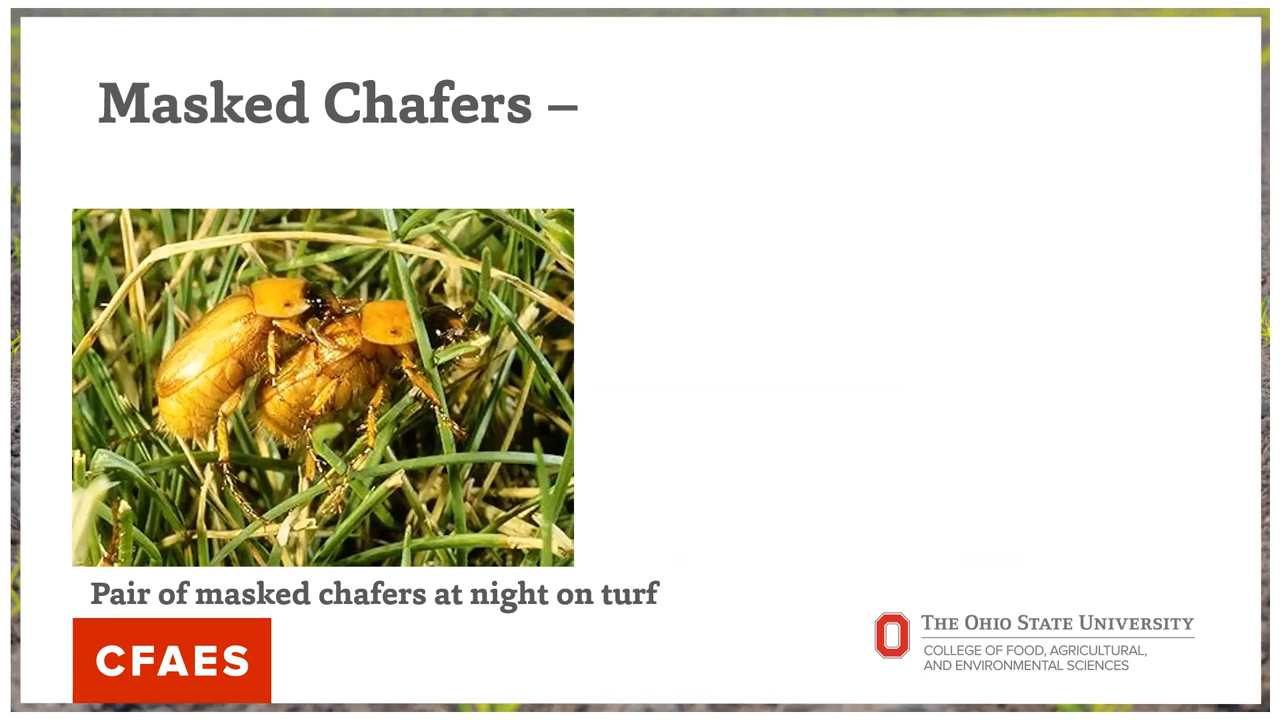 Masked Chafers –
Pair of masked chafers at night on turf
CFAES
THE OHIO STATE UNIVERSITY
COLLEGE OF FOOD, AGRICULTURAL,
AND ENVIRONMENTAL SCIENCES